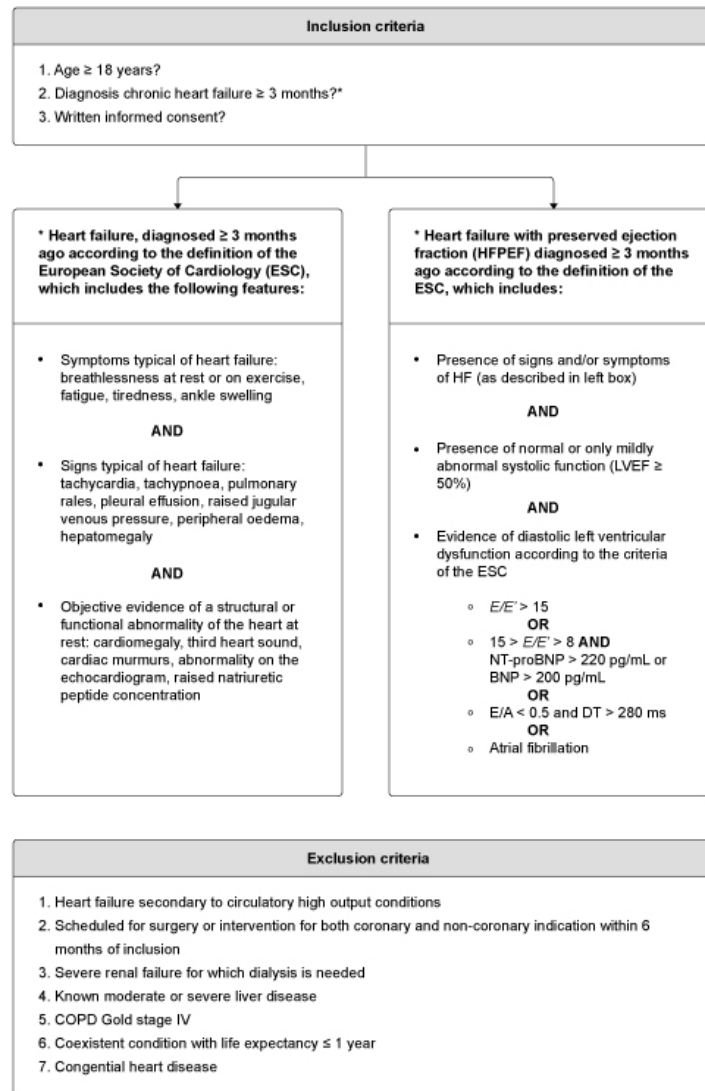 Inclusion criteria
1. Age ≥ 18 years?
2. Diagnosis chronic heart failure ≥ 3 months?*
3. Written informed consent?
* Heart failure, diagnosed ≥ 3 months
ago according to the definition of the
European Society of Cardiology (ESC),
which includes the following features:
• Symptoms typical of heart failure:
breathlessness at rest or on exercise,
fatigue, tiredness, ankle swelling
AND
• Signs typical of heart failure:
tachycardia, tachypnoea, pulmonary
rales, pleural effusion, raised jugular
venous pressure, peripheral oedema,
hepatomegaly
AND
• Objective evidence of a structural or
functional abnormality of the heart at
rest: cardiomegaly, third heart sound,
cardiac murmurs, abnormality on the
echocardiogram, raised natriuretic
peptide concentration
* Heart failure with preserved ejection
fraction (HFPEF) diagnosed ≥ 3 months
ago according to the definition of the
ESC, which includes:
• Presence of signs and/or symptoms
of HF (as described in left box)
AND
• Presence of normal or only mildly
abnormal systolic function (LVEF ≥
50%)
AND
• Evidence of diastolic left ventricular
dysfunction according to the criteria
of the ESC
○ E/E' > 15
OR
○ 15 > E/E' > 8 AND
NT-proBNP > 220 pg/mL or
BNP > 200 pg/mL
OR
○ E/A < 0.5 and DT > 280 ms
OR
○ Atrial fibrillation
Exclusion criteria
1. Heart failure secondary to circulatory high output conditions
2. Scheduled for surgery or intervention for both coronary and non-coronary indication within 6
months of inclusion
3. Severe renal failure for which dialysis is needed
4. Known moderate or severe liver disease
5. COPD Gold stage IV
6. Coexistent condition with life expectancy ≤ 1 year
7. Congential heart disease